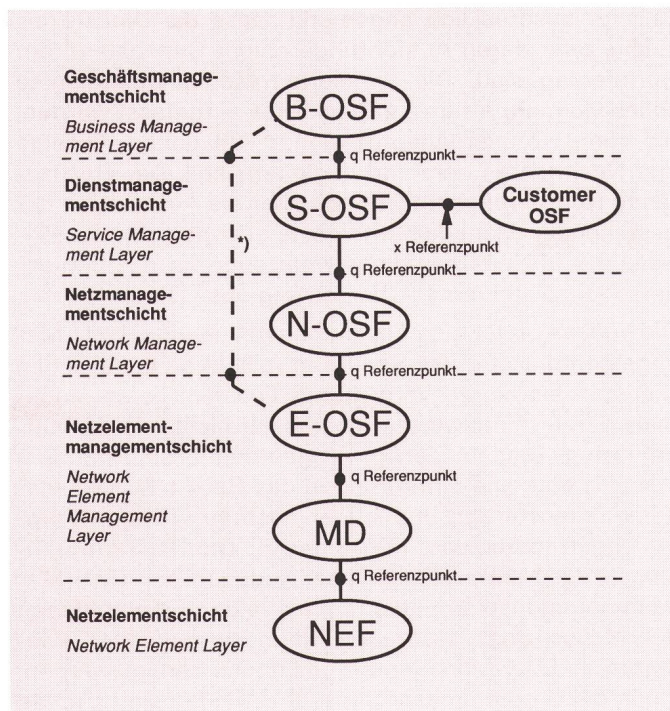 Geschäftsmanage-
mentschicht
Business Manage-
ment Layer
B-OSF
q Referenzpunkt
Dienstmanage-
mentschicht
Service Manage-
ment Layer
*)
S-OSF
Customer
OSF
x Referenzpunkt
q Referenzpunkt
Netzmanage-
mentschicht
Network Manage-
ment Layer
N-OSF
q Referenzpunkt
Netzelement-
managementschicht
Network
Element
Management
Layer
E-OSF
q Referenzpunkt
MD
q Referenzpunkt
Netzelementschicht
Network Element Layer
NEF